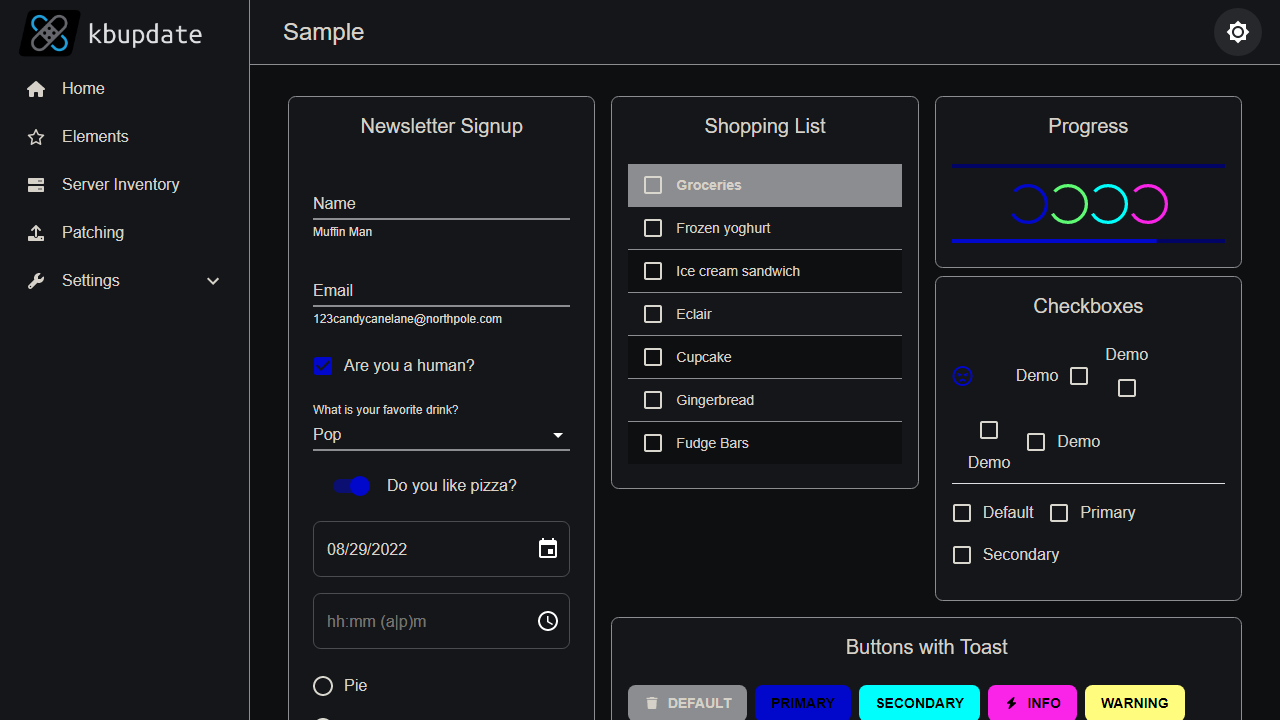 kbupdate
Home
Elements
Server Inventory
Patching
Settings
Sample
Newsletter Signup
Name
Muffin Man
Email
123candycanelane@northpole.com
Are you a human?
What is your favorite drink?
Pop
Do you like pizza?
08/29/2022
hh:mm (a|p)m
Pie
Shopping List
Groceries
Frozen yoghurt
Ice cream sandwich
Eclair
Cupcake
Gingerbread
Fudge Bars
Progress
Checkboxes
Demo
Demo
Demo
Demo
Default Primary
Secondary
Buttons with Toast
DEFAULT PRIMARY SECONDARY INFO WARNING